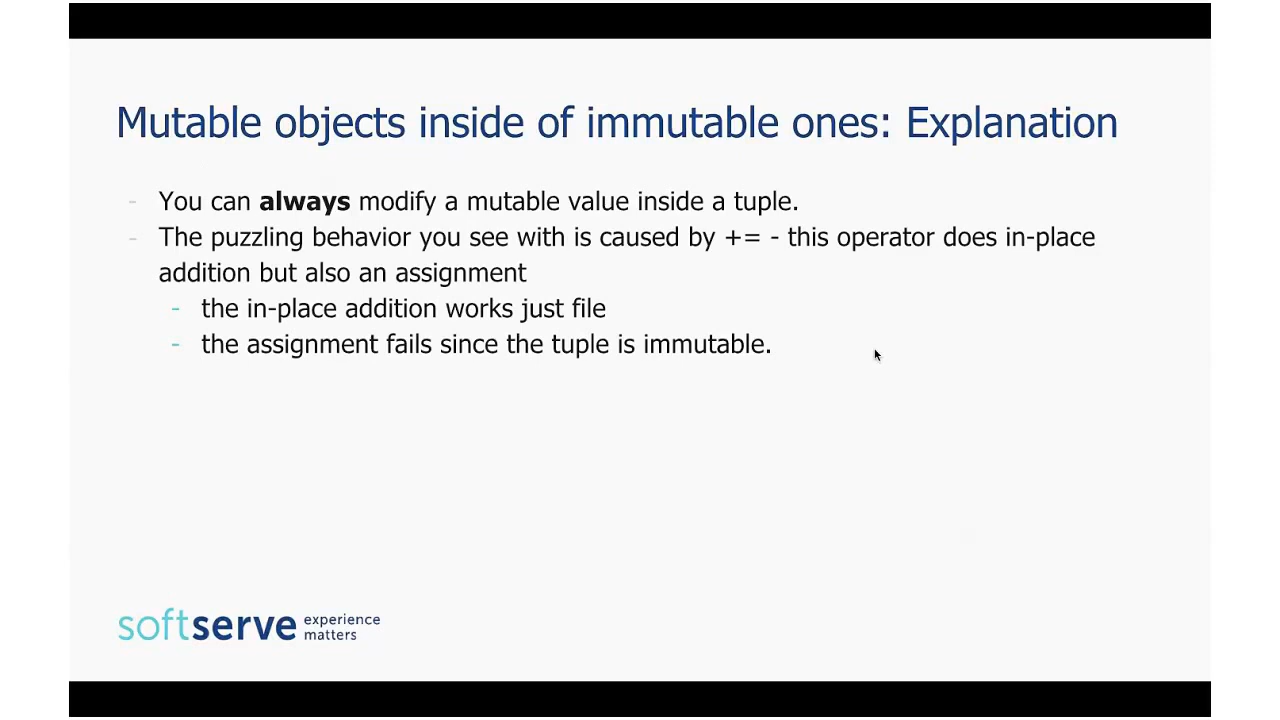 Mutable objects inside of immutable ones: Explanation
- You can always modify a mutable value inside a tuple.
- The puzzling behavior you see with is caused by += - this operator does in-place
addition but also an assignment
- the in-place addition works just file
- the assignment fails since the tuple is immutable.
softserve experience
matters